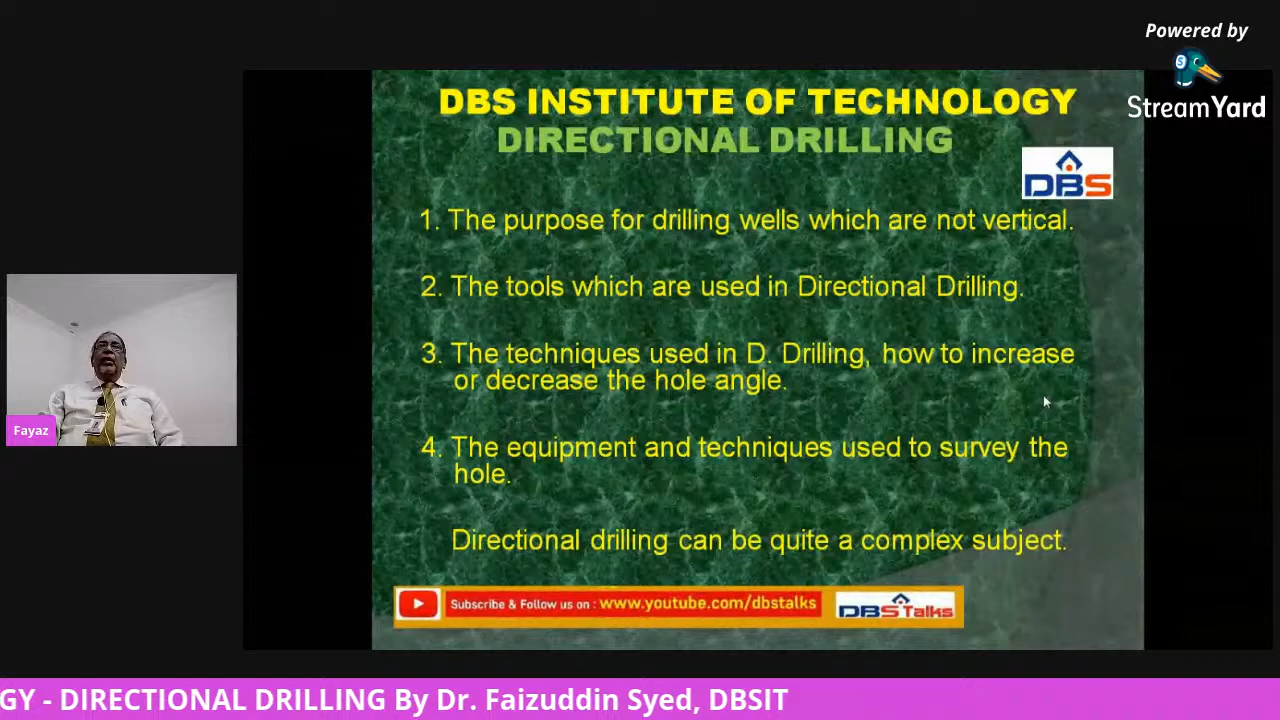 Powered by
StreamYard
DBS INSTITUTE OF TECHNOLOGY
DIRECTIONAL DRILLING
DBS
1. The purpose for drilling wells which are not vertical.
2. The tools which are used in Directional Drilling.
3. The techniques used in D. Drilling, how to increase
or decrease the hole angle.
4. The equipment and techniques used to survey the
hole.
Directional drilling can be quite a complex subject.
Fayaz
Subscribe & Follow us on : www.youtube.com/dbstalks
DBS Talks
GY - DIRECTIONAL DRILLING By Dr. Faizuddin Syed, DBSIT